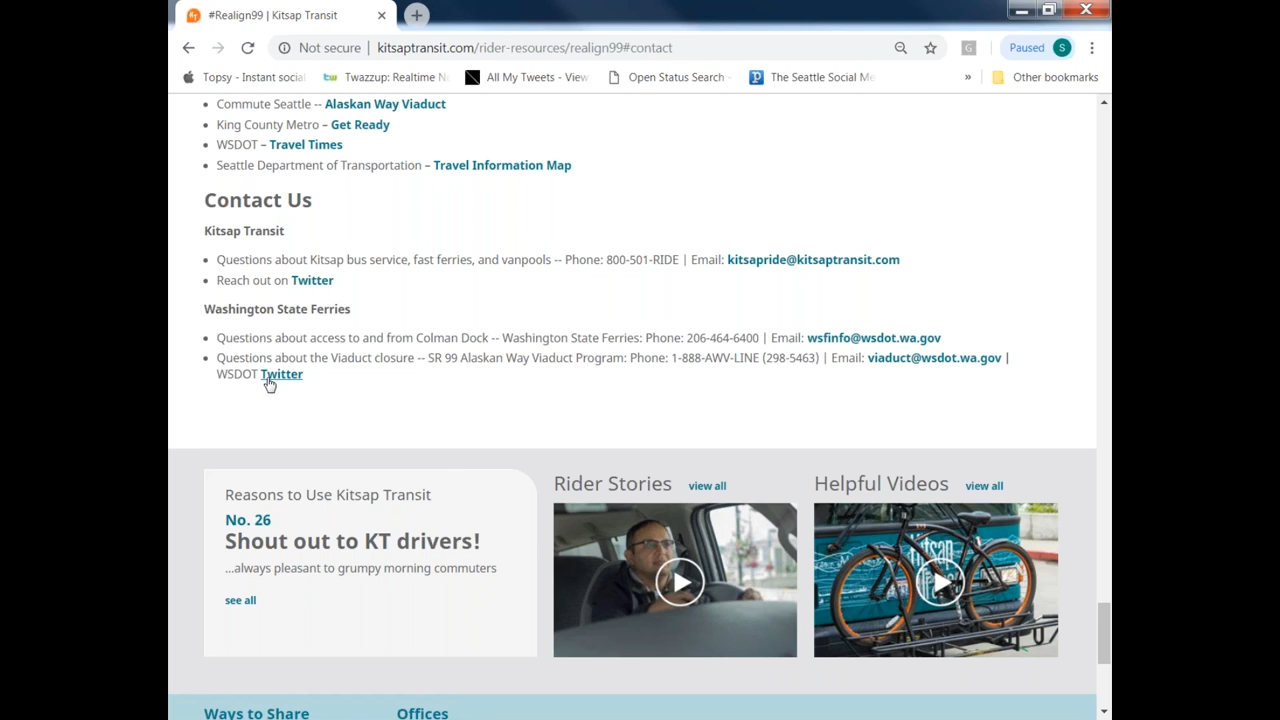 #Realign99 | Kitsap Transit
Not secure | kitsaptransit.com/rider-resources/realign99#contact
G
Paused S
Topsy - Instant social
tw Twazzup: Realtime N
All My Tweets - View
Open Status Search -
The Seattle Social Me
» Other bookmarks
• Commute Seattle -- Alaskan Way Viaduct
• King County Metro – Get Ready
• WSDOT – Travel Times
• Seattle Department of Transportation – Travel Information Map
Contact Us
Kitsap Transit
• Questions about Kitsap bus service, fast ferries, and vanpools -- Phone: 800-501-RIDE | Email: kitsapride@kitsaptransit.com
• Reach out on Twitter
Washington State Ferries
• Questions about access to and from Colman Dock -- Washington State Ferries: Phone: 206-464-6400 | Email: wsfinfo@wsdot.wa.gov
• Questions about the Viaduct closure -- SR 99 Alaskan Way Viaduct Program: Phone: 1-888-AWV-LINE (298-5463) | Email: viaduct@wsdot.wa.gov |
WSDOT Twitter
Reasons to Use Kitsap Transit
No. 26
Shout out to KT drivers!
...always pleasant to grumpy morning commuters
see all
Rider Stories view all
Helpful Videos view all
Kitsap
Ways to Share
Offices